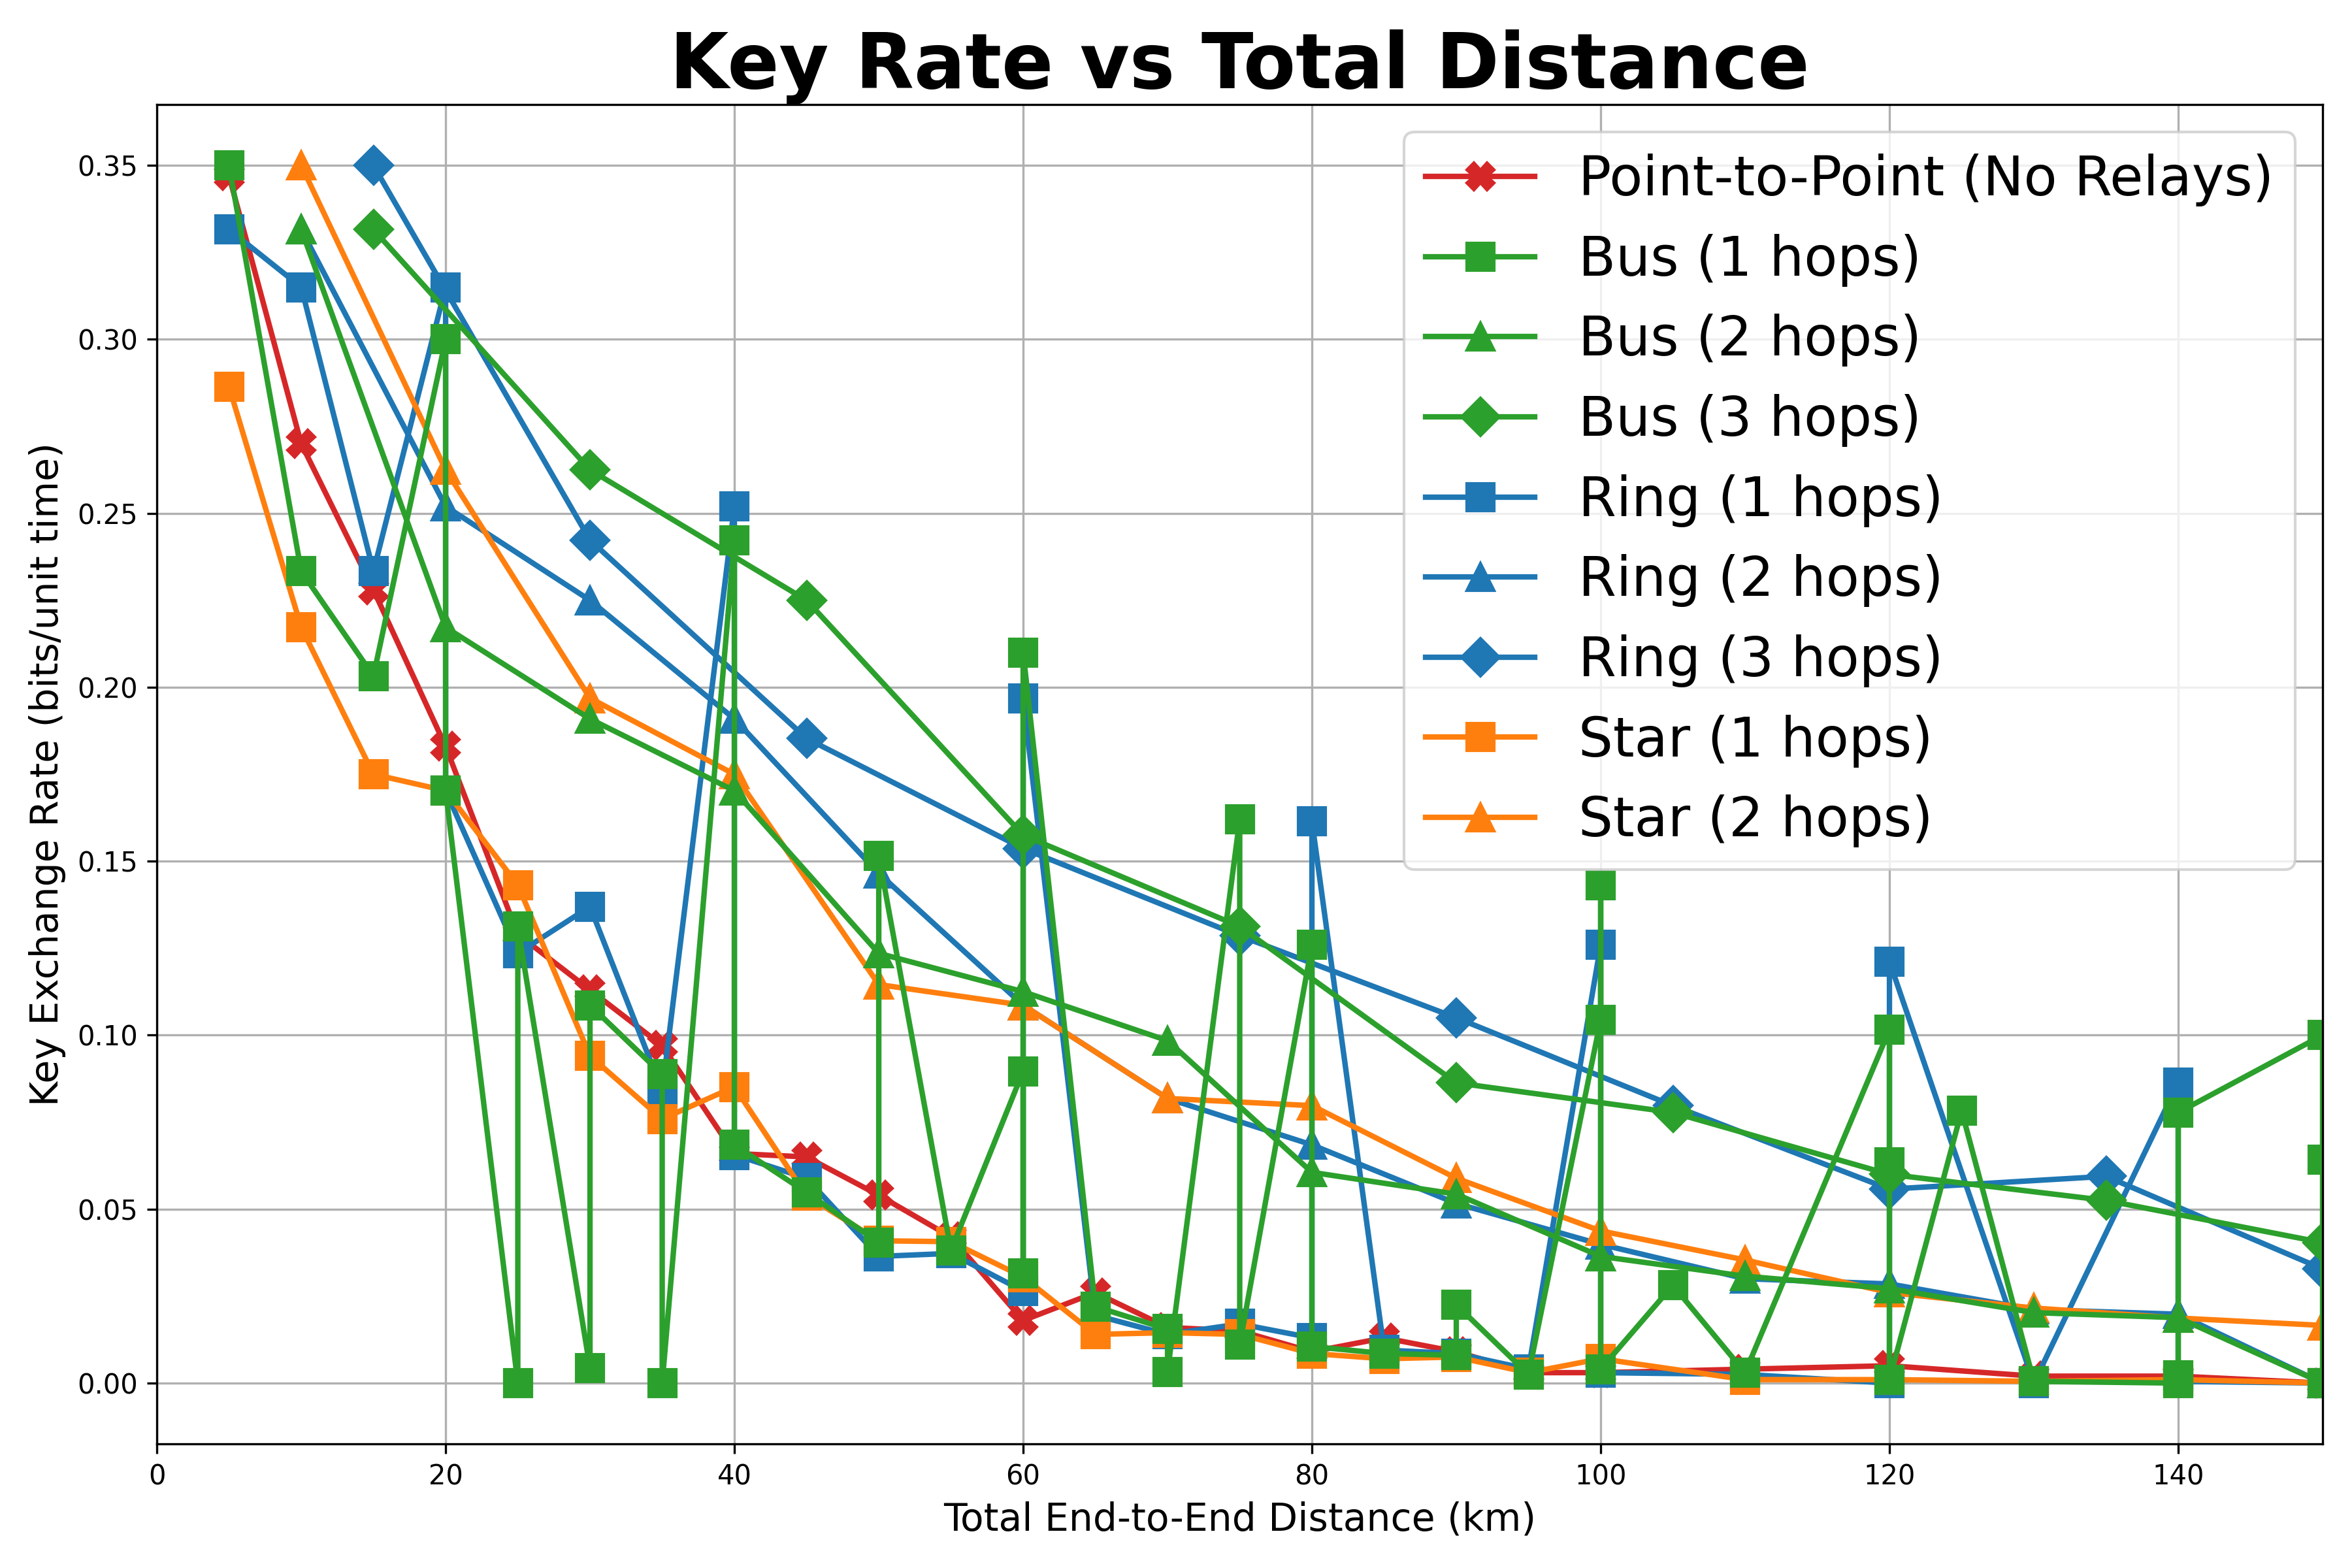 Key Rate vs Total Distance
Key Exchange Rate (bits/unit time)
0.35
0.30
0.25
0.20
0.15
0.10
0.05
0.00
Point-to-Point (No Relays)
Bus (1 hops)
Bus (2 hops)
Bus (3 hops)
Ring (1 hops)
Ring (2 hops)
Ring (3 hops)
Star (1 hops)
Star (2 hops)
0 20 40 60 80 100 120 140
Total End-to-End Distance (km)